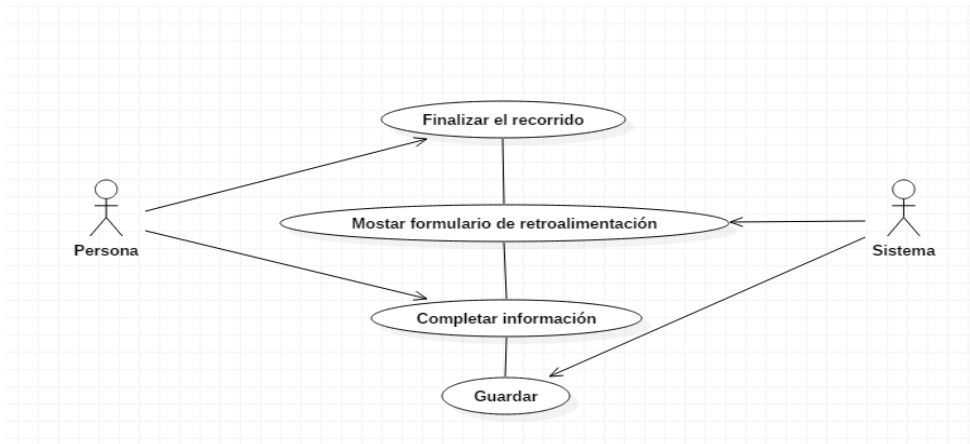 Finalizar el recorrido
Mostar formulario de retroalimentación
Persona
Sistema
Completar información
Guardar